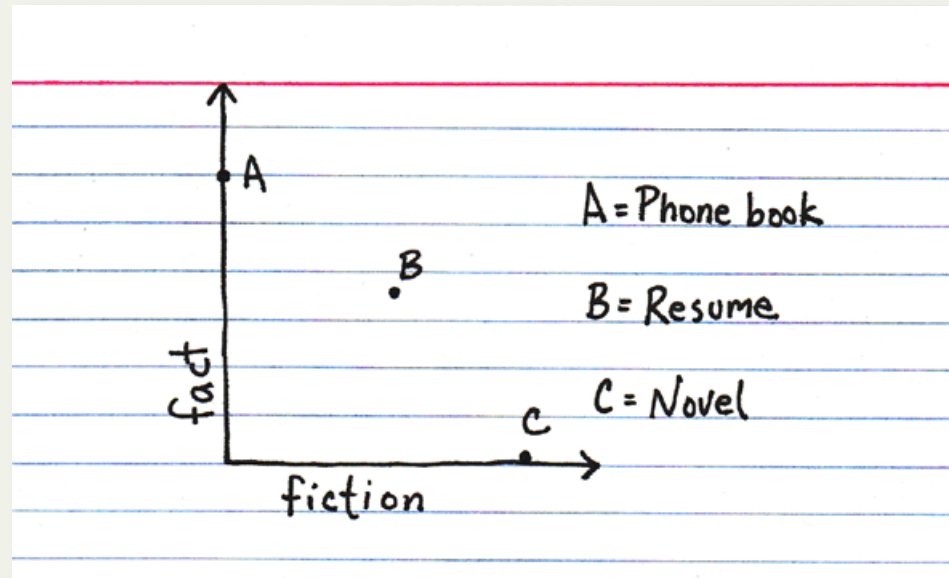 A
A = Phone book
B
B = Resume
fact
C = Novel
C
fiction